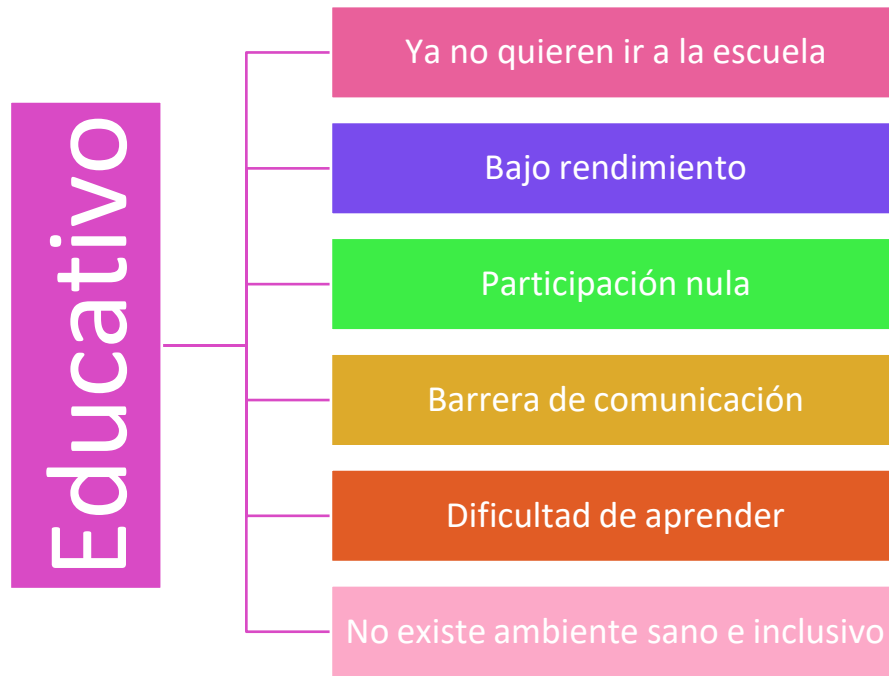 Educativo
Ya no quieren ir a la escuela
Bajo rendimiento
Participación nula
Barrera de comunicación
Dificultad de aprender
No existe ambiente sano e inclusivo